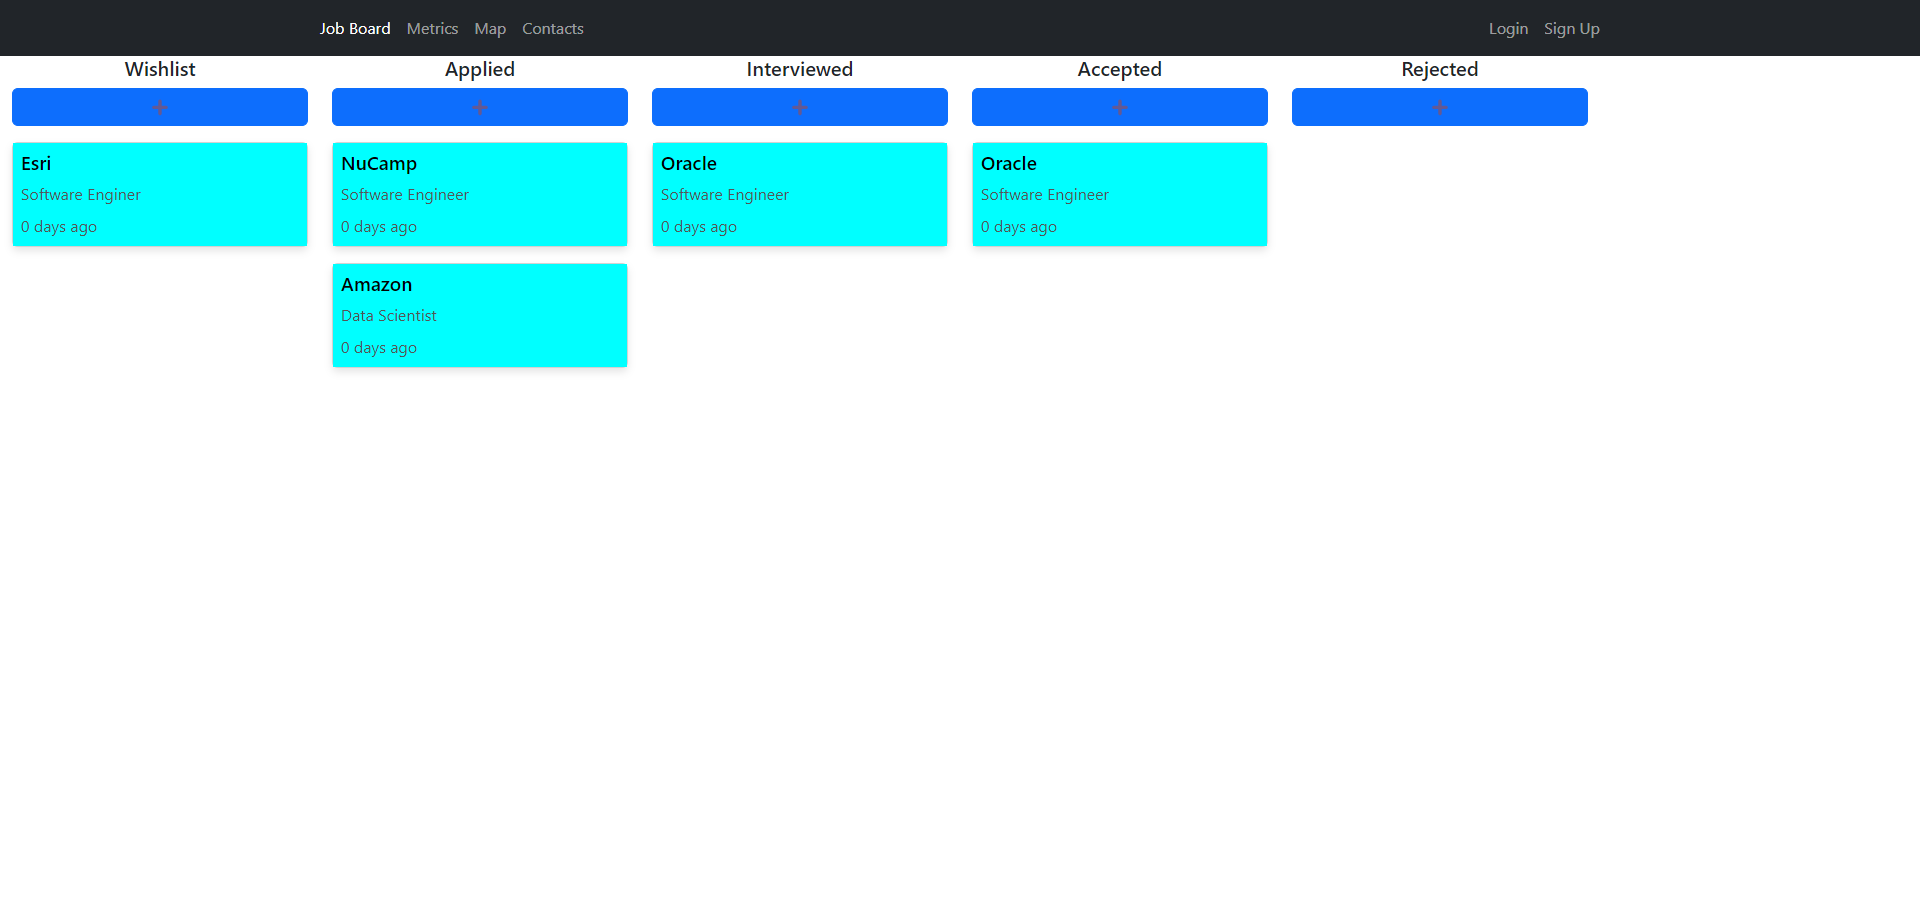 Job Board Metrics Map Contacts Login Sign Up
Wishlist
Esri
Software Enginer
0 days ago
Applied
NuCamp
Software Engineer
0 days ago
Amazon
Data Scientist
0 days ago
Interviewed
Oracle
Software Engineer
0 days ago
Accepted
Oracle
Software Engineer
0 days ago
Rejected